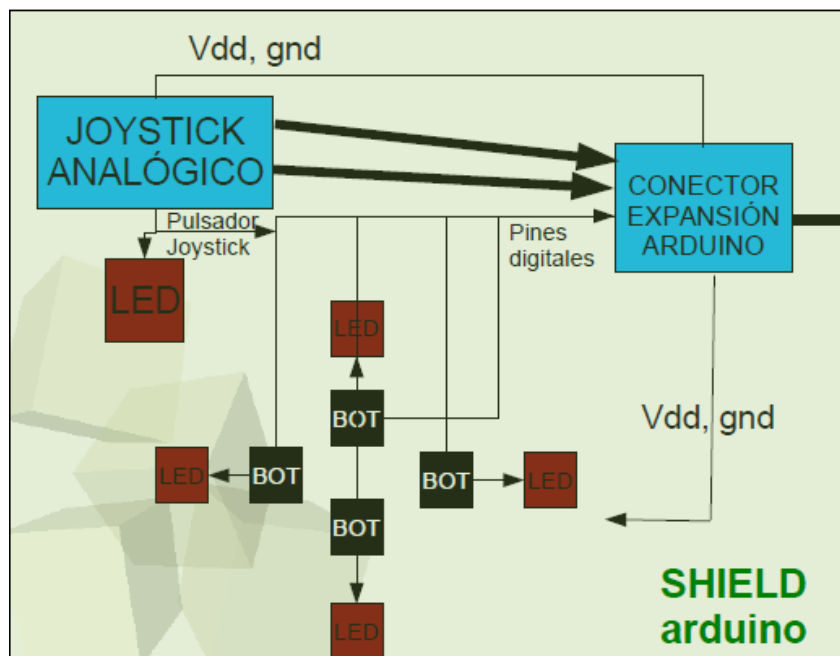 Vdd, gnd
JOYSTICK
ANALÓGICO
CONECTOR
EXPANSIÓN
ARDUINO
Pulsador
Joystick
Pines
digitales
LED
LED
BOT
Vdd, gnd
LED
BOT
BOT
LED
BOT
SHIELD
arduino
LED